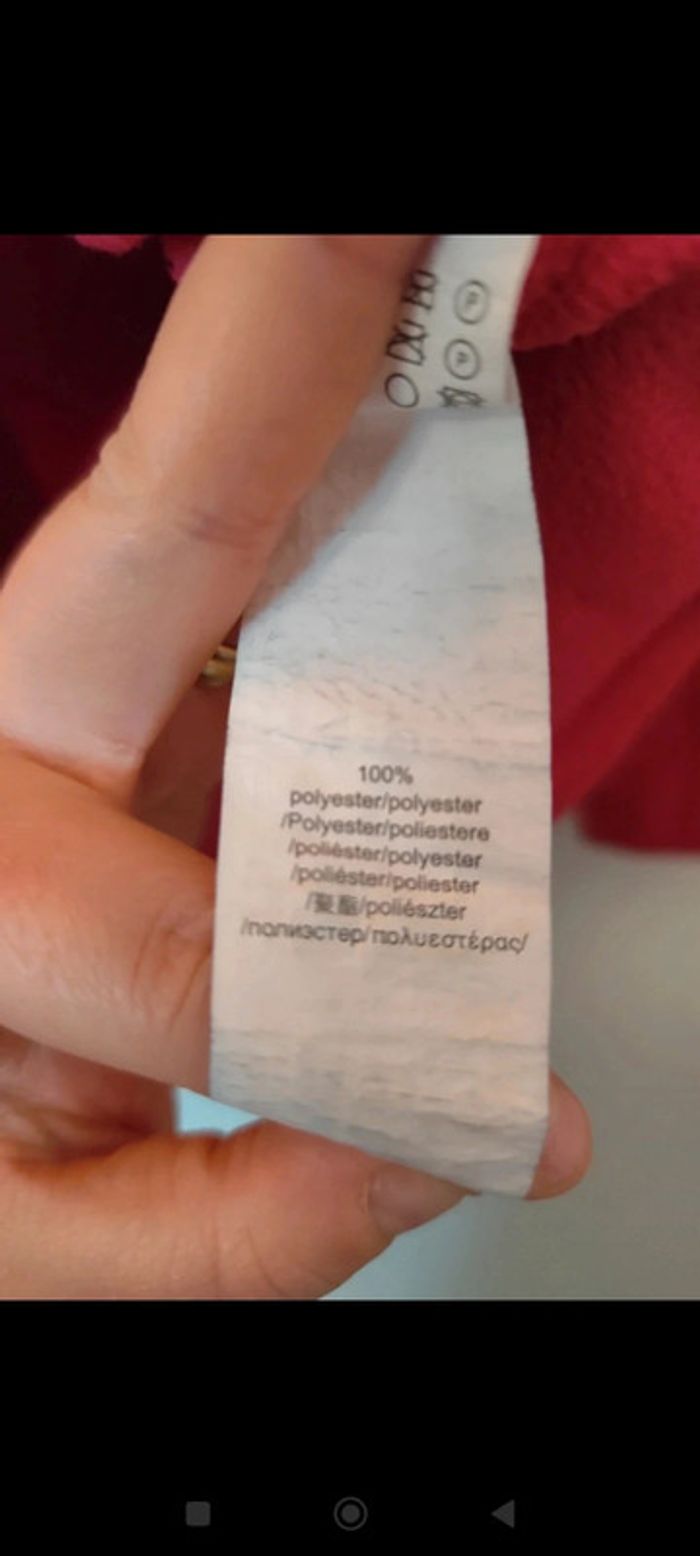 100%
polyester/polyester
/Polyester/poliestere
/poliéster/polyester
/poliéster/poliester
/聚酯/poliészter
/полиэстер/πολυεστέρας/